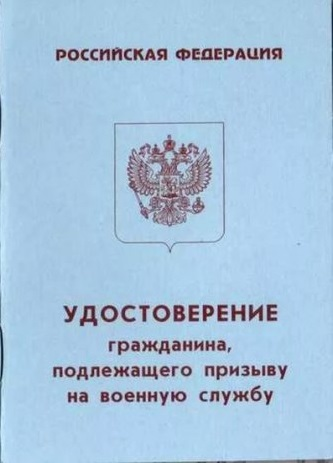 РОССИЙСКАЯ ФЕДЕРАЦИЯ
УДОСТОВЕРЕНИЕ
гражданина,
подлежащего призыву
на военную службу